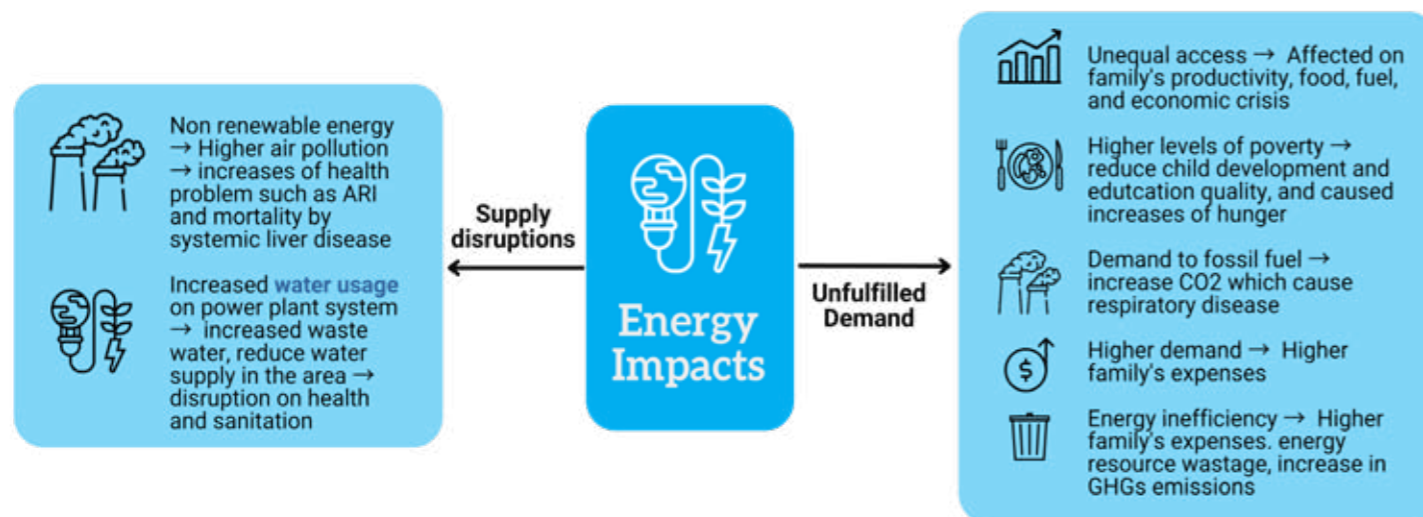 Non renewable energy
→ Higher air pollution
→ increases of health
problem such as ARI
and mortality by
systemic liver disease
Increased water usage
on power plant system
→ increased waste
water, reduce water
supply in the area →
disruption on health
and sanitation
Supply
disruptions
Energy
Impacts
Unfulfilled
Demand
Unequal access → Affected on
family's productivity, food, fuel,
and economic crisis
Higher levels of poverty →
reduce child development and
edutcation quality, and caused
increases of hunger
Demand to fossil fuel →
increase CO2 which cause
respiratory disease
$
Higher demand → Higher
family's expenses
Energy inefficiency → Higher
family's expenses. energy
resource wastage, increase in
GHGs emissions